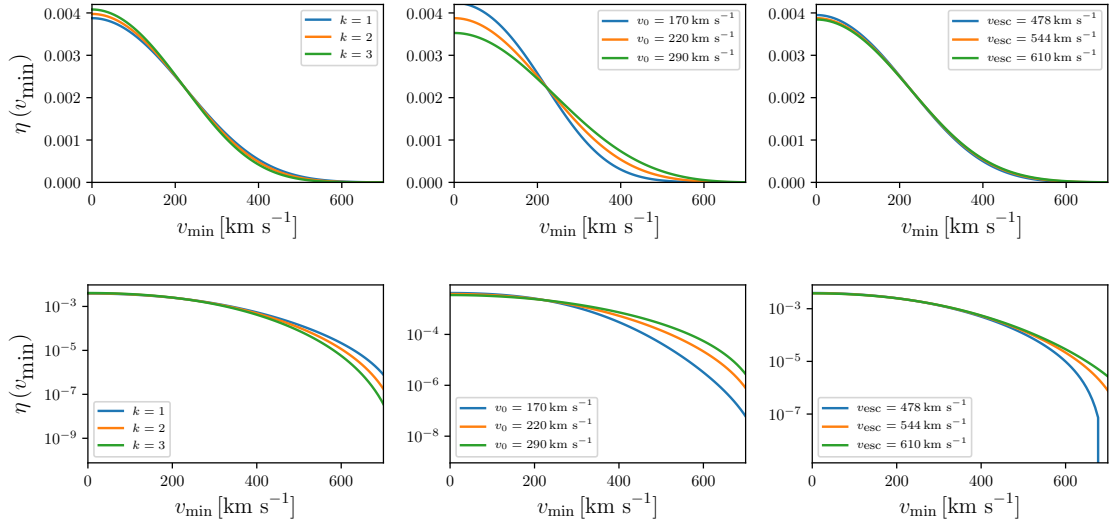 0.004
0.003
0.002
0.001
0.000
η (v_min)
0 200 400 600
v_min [km s⁻¹]
k = 1
k = 2
k = 3
0.004
0.003
0.002
0.001
0.000
0 200 400 600
v_min [km s⁻¹]
v₀ = 170 km s⁻¹
v₀ = 220 km s⁻¹
v₀ = 290 km s⁻¹
0.004
0.003
0.002
0.001
0.000
0 200 400 600
v_min [km s⁻¹]
v_esc = 478 km s⁻¹
v_esc = 544 km s⁻¹
v_esc = 610 km s⁻¹
10⁻³
10⁻⁵
10⁻⁷
10⁻⁹
η (v_min)
0 200 400 600
v_min [km s⁻¹]
k = 1
k = 2
k = 3
10⁻⁴
10⁻⁶
10⁻⁸
0 200 400 600
v_min [km s⁻¹]
v₀ = 170 km s⁻¹
v₀ = 220 km s⁻¹
v₀ = 290 km s⁻¹
10⁻³
10⁻⁵
10⁻⁷
0 200 400 600
v_min [km s⁻¹]
v_esc = 478 km s⁻¹
v_esc = 544 km s⁻¹
v_esc = 610 km s⁻¹